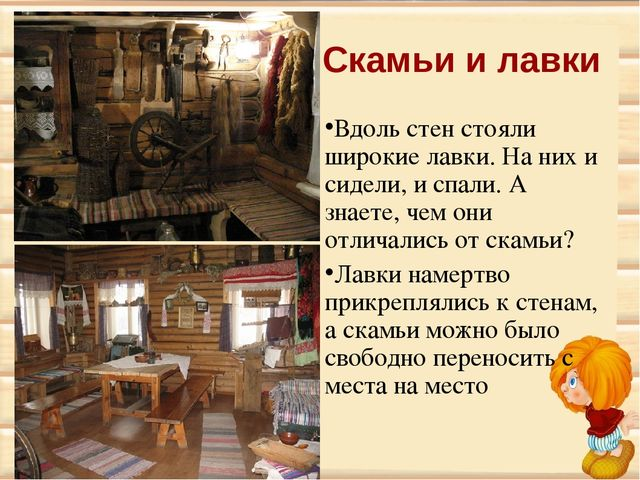 Скамьи и лавки
•Вдоль стен стояли
широкие лавки. На них и
сидели, и спали. А
знаете, чем они
отличались от скамьи?
•Лавки намертво
прикреплялись к стенам,
а скамьи можно было
свободно переносить с
места на место